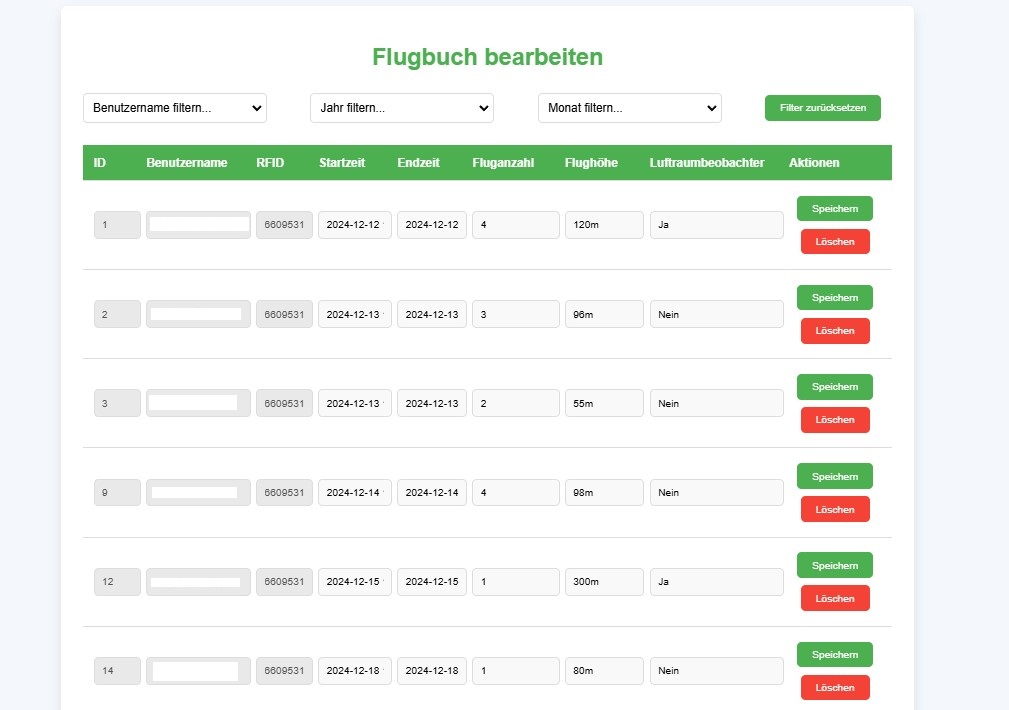 Flugbuch bearbeiten
Benutzername filtern... Jahr filtern... Monat filtern... Filter zurücksetzen
ID Benutzername RFID Startzeit Endzeit Fluganzahl Flughöhe Luftraumbeobachter Aktionen
1 6609531 2024-12-12 2024-12-12 4 120m Ja Speichern
Löschen
2 6609531 2024-12-13 2024-12-13 3 96m Nein Speichern
Löschen
3 6609531 2024-12-13 2024-12-13 2 55m Nein Speichern
Löschen
9 6609531 2024-12-14 2024-12-14 4 98m Nein Speichern
Löschen
12 6609531 2024-12-15 2024-12-15 1 300m Ja Speichern
Löschen
14 6609531 2024-12-18 2024-12-18 1 80m Nein Speichern
Löschen